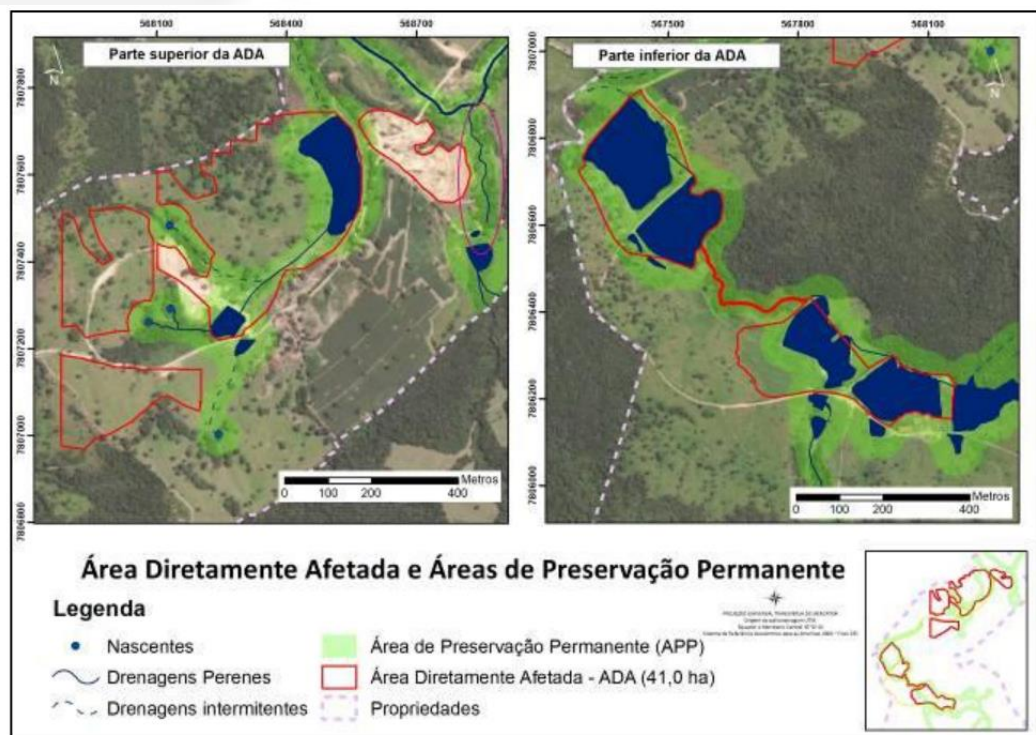 568100 568400 568700
567500 567800 568100
Parte superior da ADA
Parte inferior da ADA
N
N
7807800
7807600
7807400
7807200
7807000
7806800
7807000
7806800
7806600
7806400
7806200
7806000
Metros
0 100 200 400
Metros
0 100 200 400
Área Diretamente Afetada e Áreas de Preservação Permanente
Legenda
Nascentes
Drenagens Perenes
Drenagens intermitentes
Área de Preservação Permanente (APP)
Área Diretamente Afetada - ADA (41,0 ha)
Propriedades